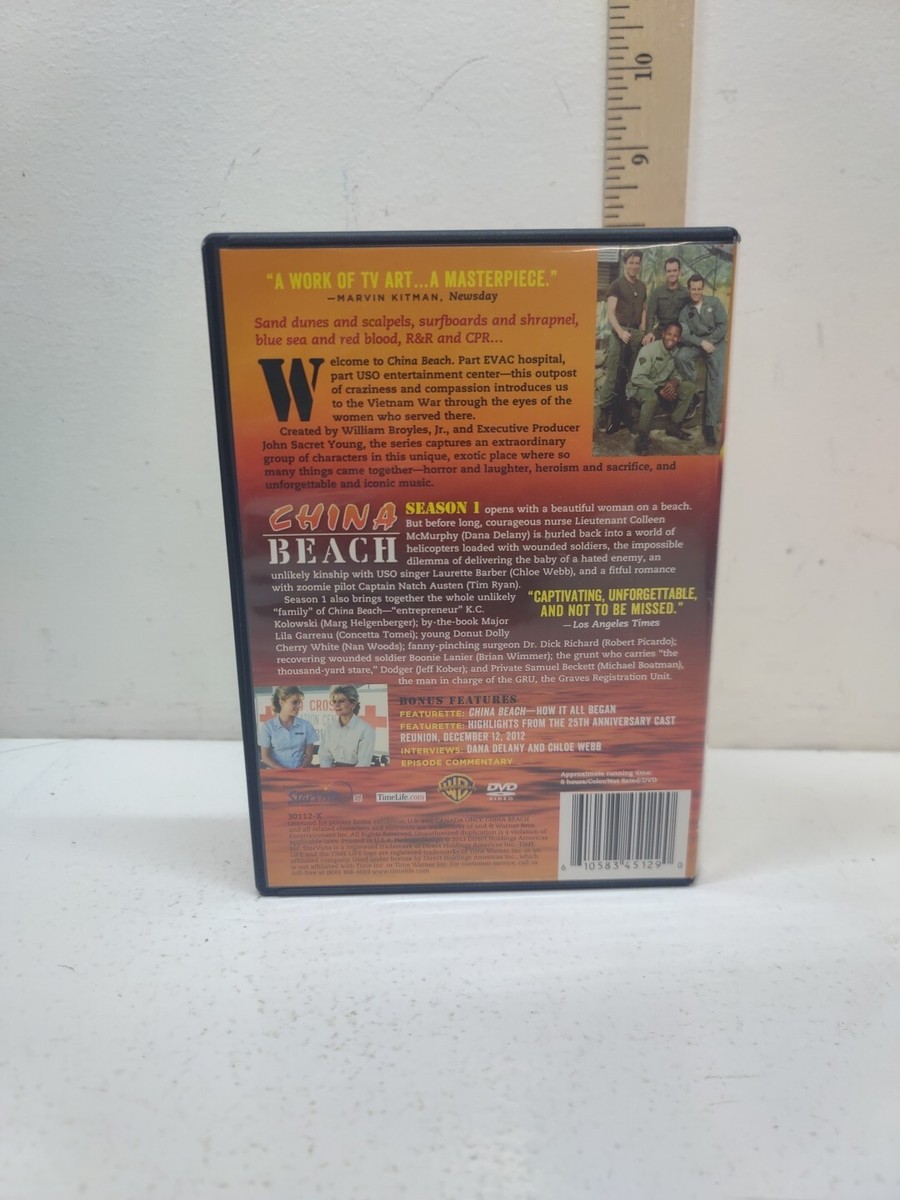 10
9
"A WORK OF TV ART...A MASTERPIECE."
—MARVIN KITMAN, Newsday
Sand dunes and scalpels, surfboards and shrapnel,
blue sea and red blood, R&R and CPR...
Welcome to China Beach. Part EVAC hospital,
part USO entertainment center—this outpost
of craziness and compassion introduces us
to the Vietnam War through the eyes of the
women who served there.
Created by William Broyles, Jr., and Executive Producer
John Sacret Young, the series captures an extraordinary
group of characters in this unique, exotic place where so
many things came together—horror and laughter, heroism and sacrifice, and
unforgettable and iconic music.
CHINA
BEACH
SEASON 1 opens with a beautiful woman on a beach.
But before long, courageous nurse Lieutenant Colleen
McMurphy (Dana Delany) is hurled back into a world of
helicopters loaded with wounded soldiers, the impossible
dilemma of delivering the baby of a hated enemy, an
unlikely kinship with USO singer Laurette Barber (Chloe Webb), and a fitful romance
with zoomie pilot Captain Natch Austen (Tim Ryan).
Season 1 also brings together the whole unlikely
"family" of China Beach—"entrepreneur" K.C.
Kolowski (Marg Helgenberger); by-the-book Major
Lila Garreau (Concetta Tomei); young Donut Dolly
Cherry White (Nan Woods); fanny-pinching surgeon Dr. Dick Richard (Robert Picardo);
recovering wounded soldier Boonie Lanier (Brian Wimmer); the grunt who carries "the
thousand-yard stare," Dodger (Jeff Kober); and Private Samuel Beckett (Michael Boatman),
the man in charge of the GRU, the Graves Registration Unit.
"CAPTIVATING, UNFORGETTABLE,
AND NOT TO BE MISSED."
—Los Angeles Times
CROSS
BONUS FEATURES
FEATURETTE: CHINA BEACH—HOW IT ALL BEGAN
FEATURETTE: HIGHLIGHTS FROM THE 25TH ANNIVERSARY CAST
REUNION, DECEMBER 12, 2012
INTERVIEWS: DANA DELANY AND CHLOE WEBB
EPISODE COMMENTARY
Approximate running time:
8 hours/Color/Not Rated/DVD
StarVista
TimeLife.com
WB
DVD
VIDEO
30112-X
6 10583 45129 0